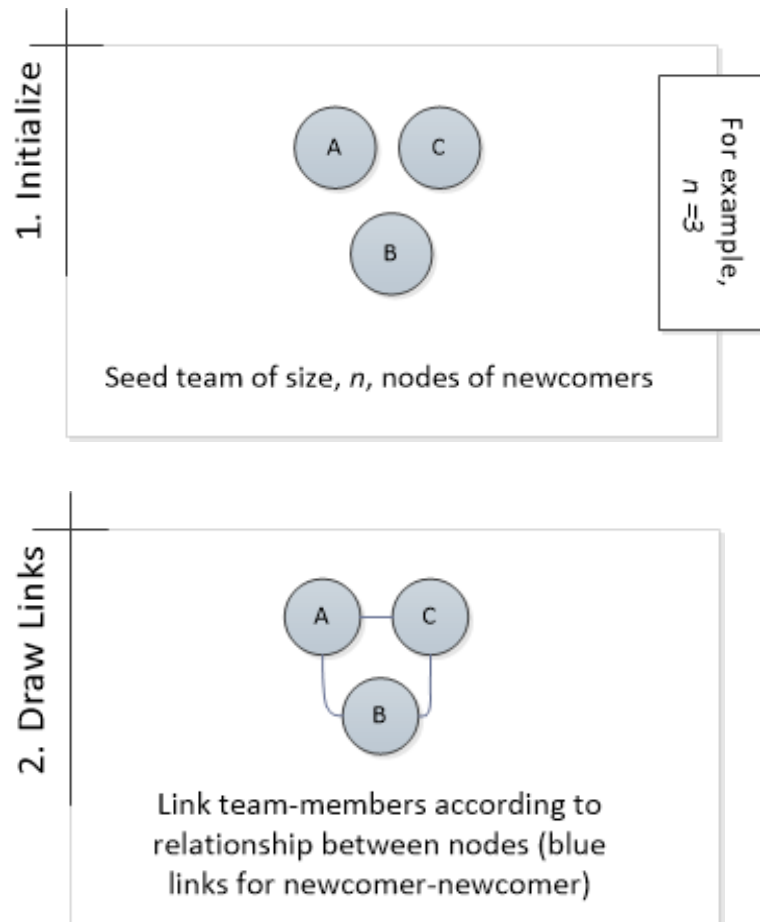 1. Initialize
A
C
B
For example,
n =3
Seed team of size, n, nodes of newcomers
2. Draw Links
A
C
B
Link team-members according to
relationship between nodes (blue
links for newcomer-newcomer)